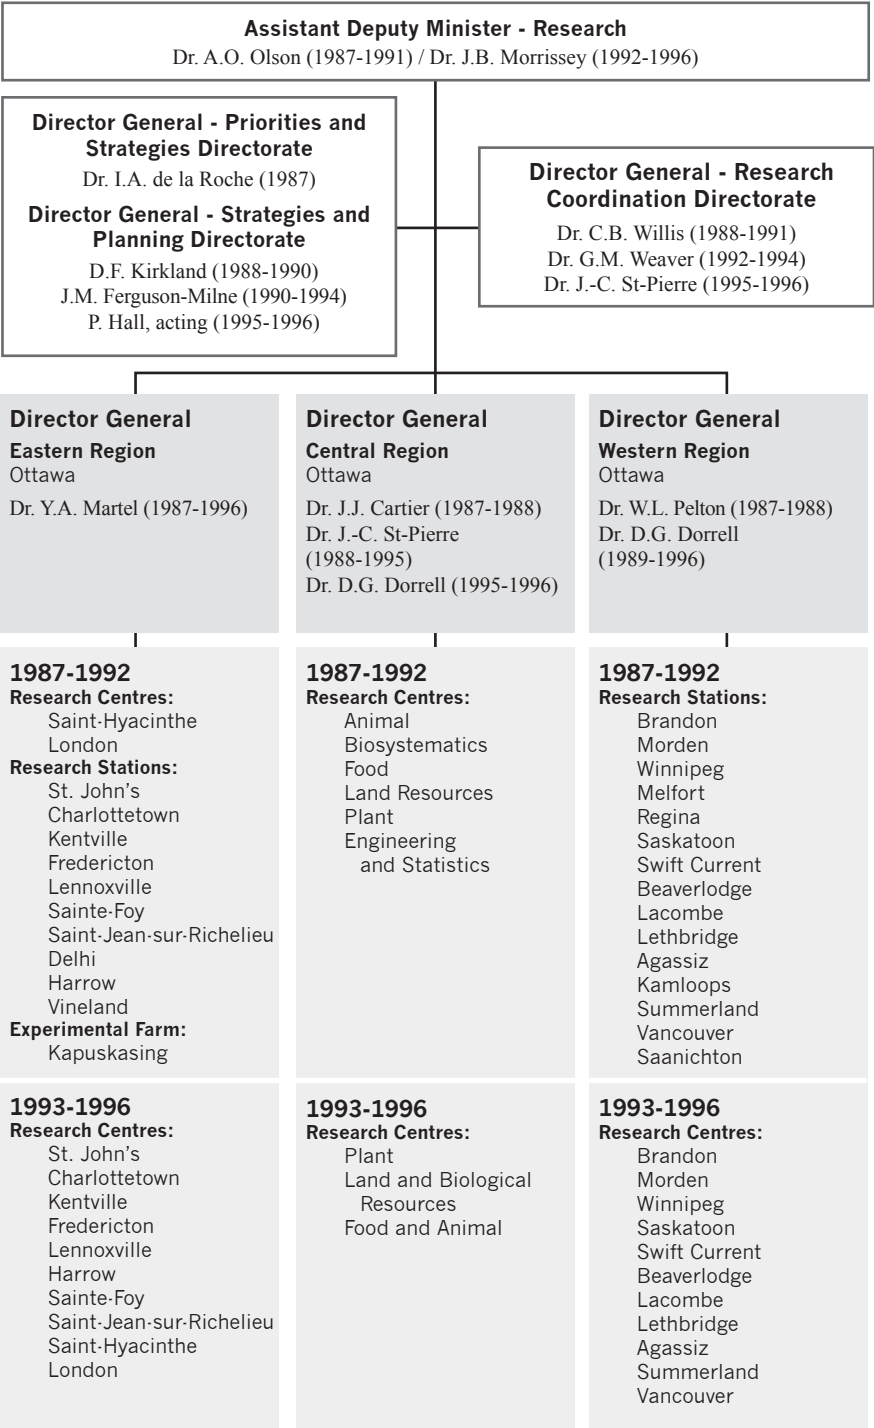 Assistant Deputy Minister - Research
Dr. A.O. Olson (1987-1991) / Dr. J.B. Morrissey (1992-1996)
Director General - Priorities and
Strategies Directorate
Dr. I.A. de la Roche (1987)
Director General - Strategies and
Planning Directorate
D.F. Kirkland (1988-1990)
J.M. Ferguson-Milne (1990-1994)
P. Hall, acting (1995-1996)
Director General - Research
Coordination Directorate
Dr. C.B. Willis (1988-1991)
Dr. G.M. Weaver (1992-1994)
Dr. J.-C. St-Pierre (1995-1996)
Director General
Eastern Region
Ottawa
Dr. Y.A. Martel (1987-1996)
Director General
Central Region
Ottawa
Dr. J.J. Cartier (1987-1988)
Dr. J.-C. St-Pierre
(1988-1995)
Dr. D.G. Dorrell (1995-1996)
Director General
Western Region
Ottawa
Dr. W.L. Pelton (1987-1988)
Dr. D.G. Dorrell
(1989-1996)
1987-1992
Research Centres:
Saint-Hyacinthe
London
Research Stations:
St. John's
Charlottetown
Kentville
Fredericton
Lennoxville
Sainte-Foy
Saint-Jean-sur-Richelieu
Delhi
Harrow
Vineland
Experimental Farm:
Kapuskasing
1987-1992
Research Centres:
Animal
Biosystematics
Food
Land Resources
Plant
Engineering
and Statistics
1987-1992
Research Stations:
Brandon
Morden
Winnipeg
Melfort
Regina
Saskatoon
Swift Current
Beaverlodge
Lacombe
Lethbridge
Agassiz
Kamloops
Summerland
Vancouver
Saanichton
1993-1996
Research Centres:
St. John's
Charlottetown
Kentville
Fredericton
Lennoxville
Harrow
Sainte-Foy
Saint-Jean-sur-Richelieu
Saint-Hyacinthe
London
1993-1996
Research Centres:
Plant
Land and Biological
Resources
Food and Animal
1993-1996
Research Centres:
Brandon
Morden
Winnipeg
Saskatoon
Swift Current
Beaverlodge
Lacombe
Lethbridge
Agassiz
Summerland
Vancouver